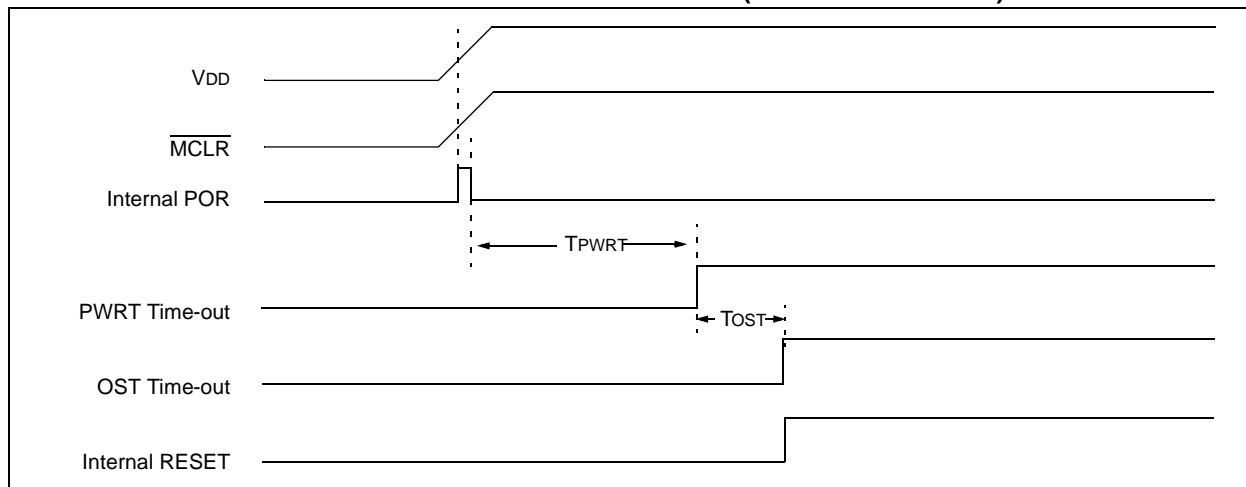 (
)
VDD
MCLR
Internal POR
TPWRT
PWRT Time-out
TOST
OST Time-out
Internal RESET